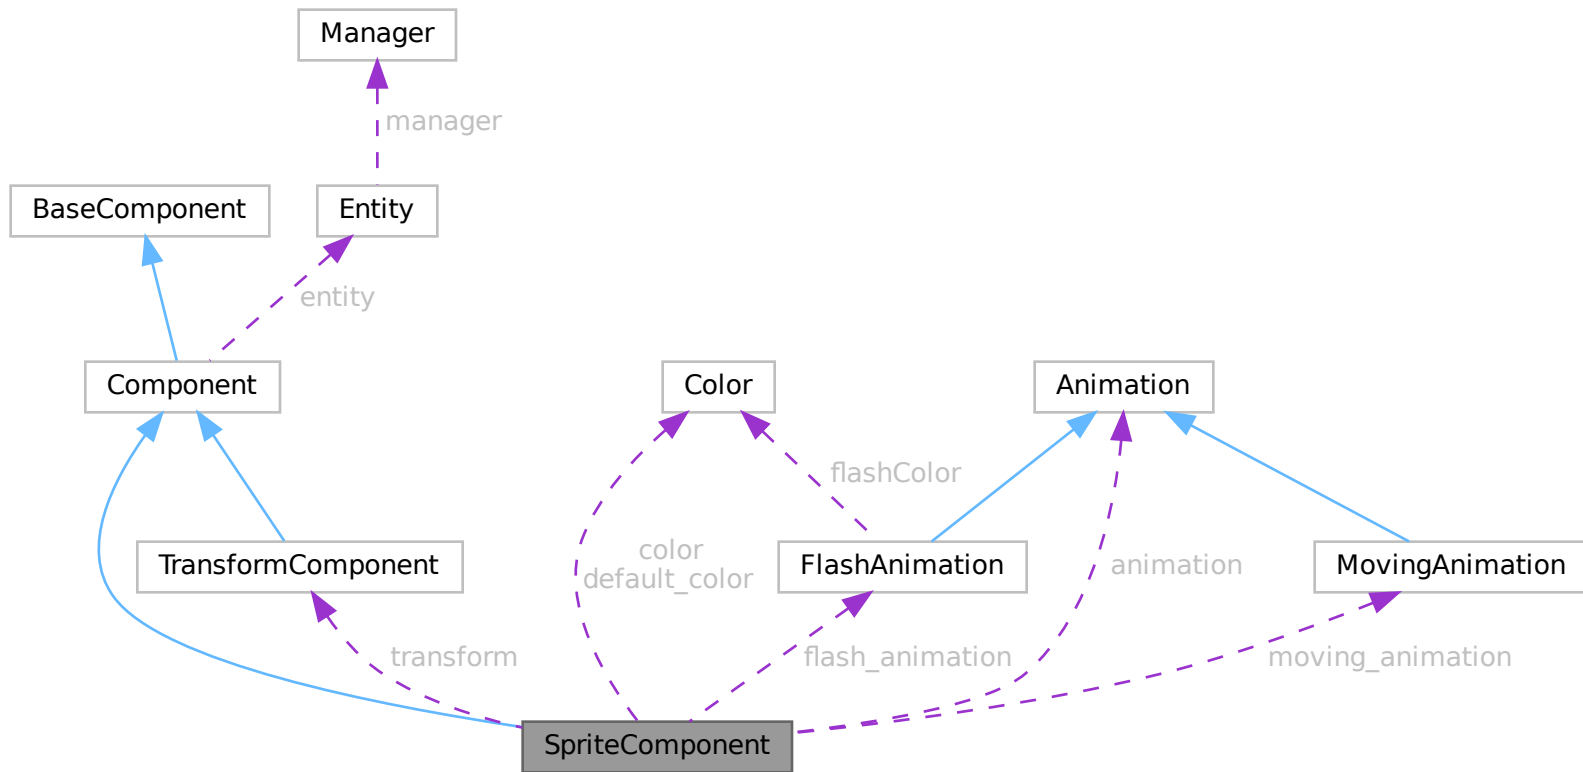 Manager
manager
BaseComponent
Entity
entity
Component
Color
Animation
flashColor
color
default_color
TransformComponent
FlashAnimation
animation
MovingAnimation
transform
flash_animation
moving_animation
SpriteComponent